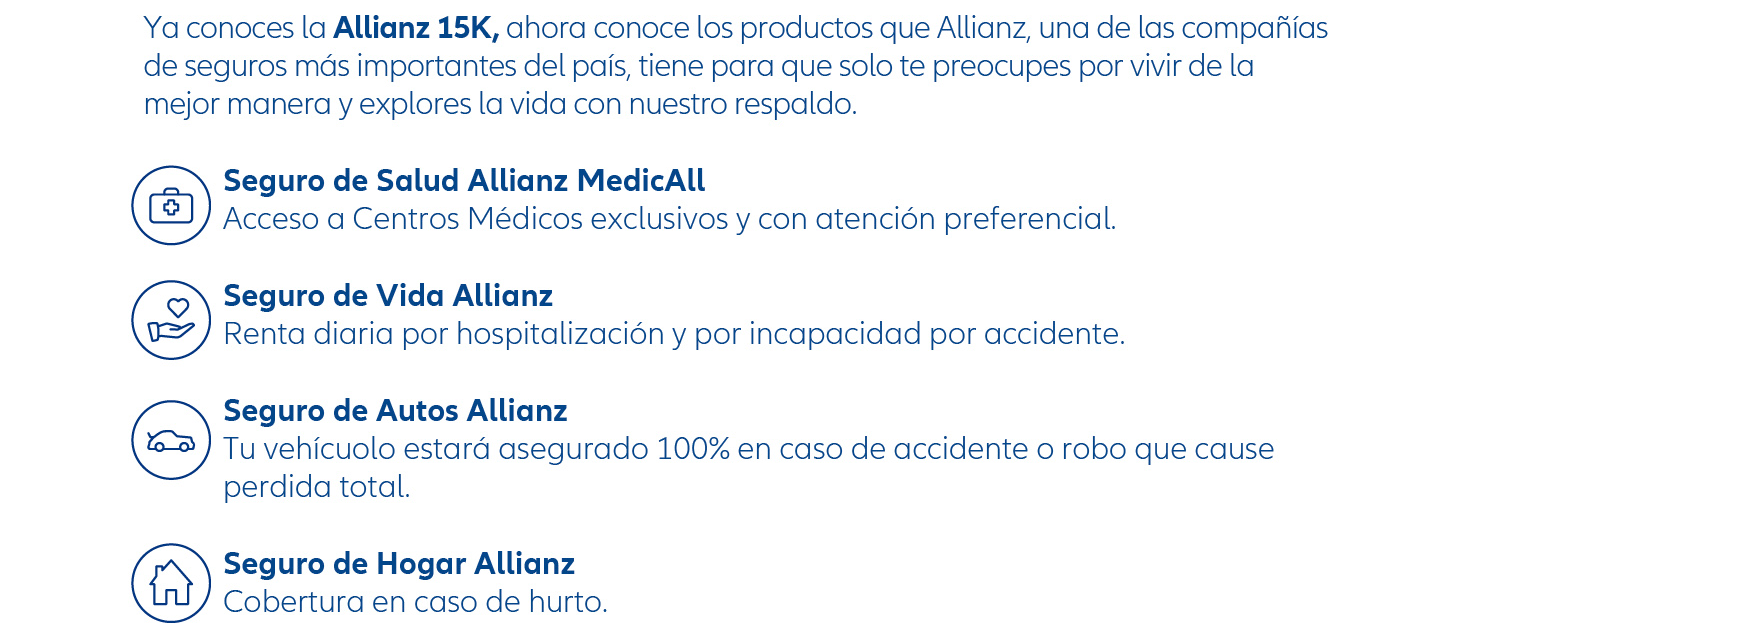 Ya conoces la Allianz 15K, ahora conoce los productos que Allianz, una de las compañías
de seguros más importantes del país, tiene para que solo te preocupes por vivir de la
mejor manera y explores la vida con nuestro respaldo.
Seguro de Salud Allianz MedicAll
Acceso a Centros Médicos exclusivos y con atención preferencial.
Seguro de Vida Allianz
Renta diaria por hospitalización y por incapacidad por accidente.
Seguro de Autos Allianz
Tu vehícuolo estará asegurado 100% en caso de accidente o robo que cause
perdida total.
Seguro de Hogar Allianz
Cobertura en caso de hurto.